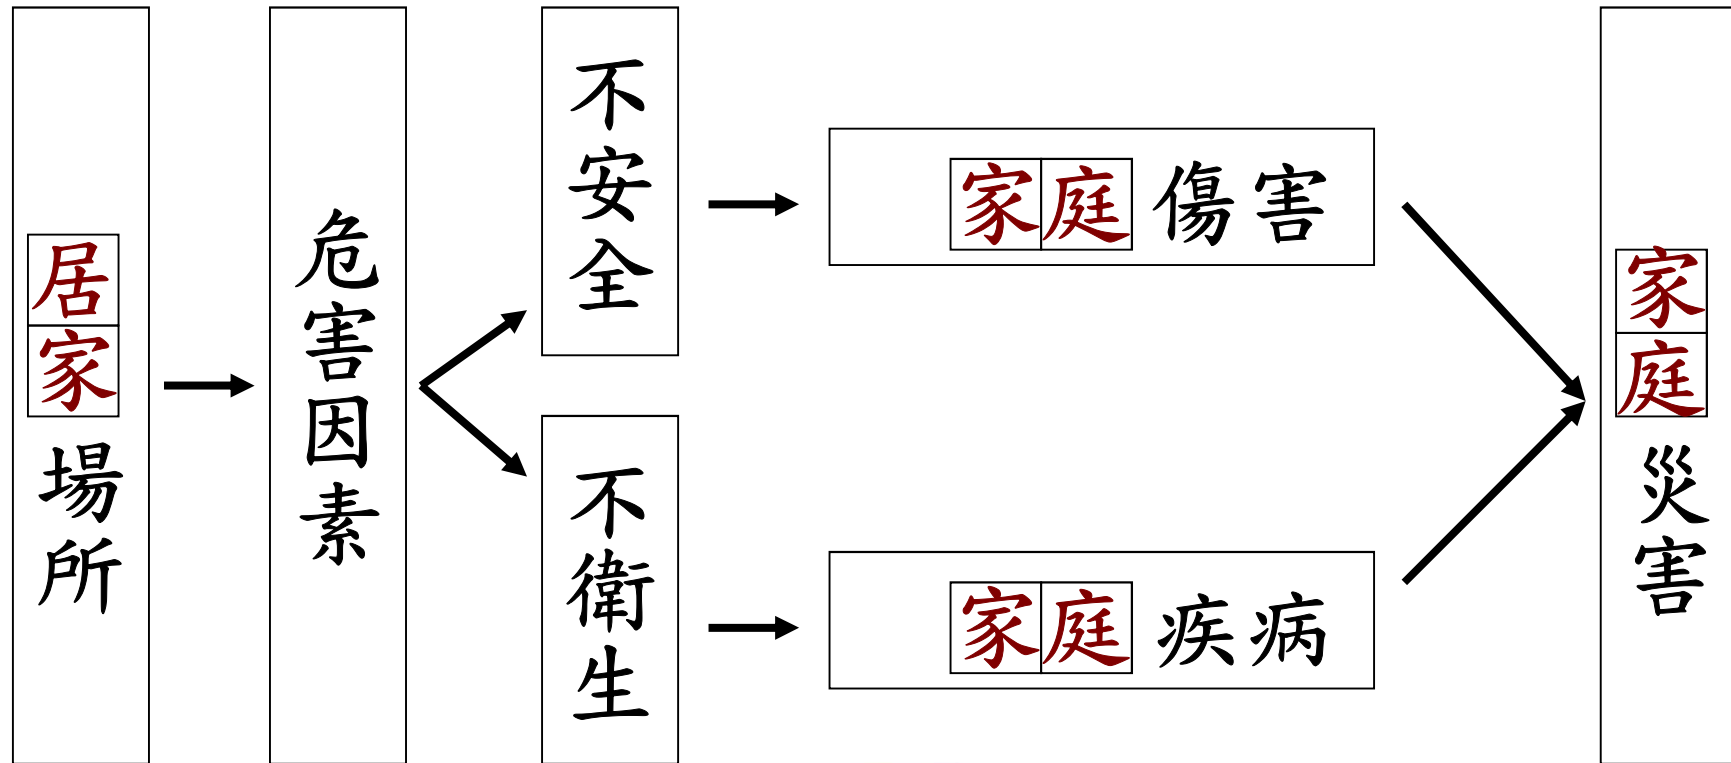 居家場所
危害因素
不安全
不衛生
家庭傷害
家庭疾病
家庭災害